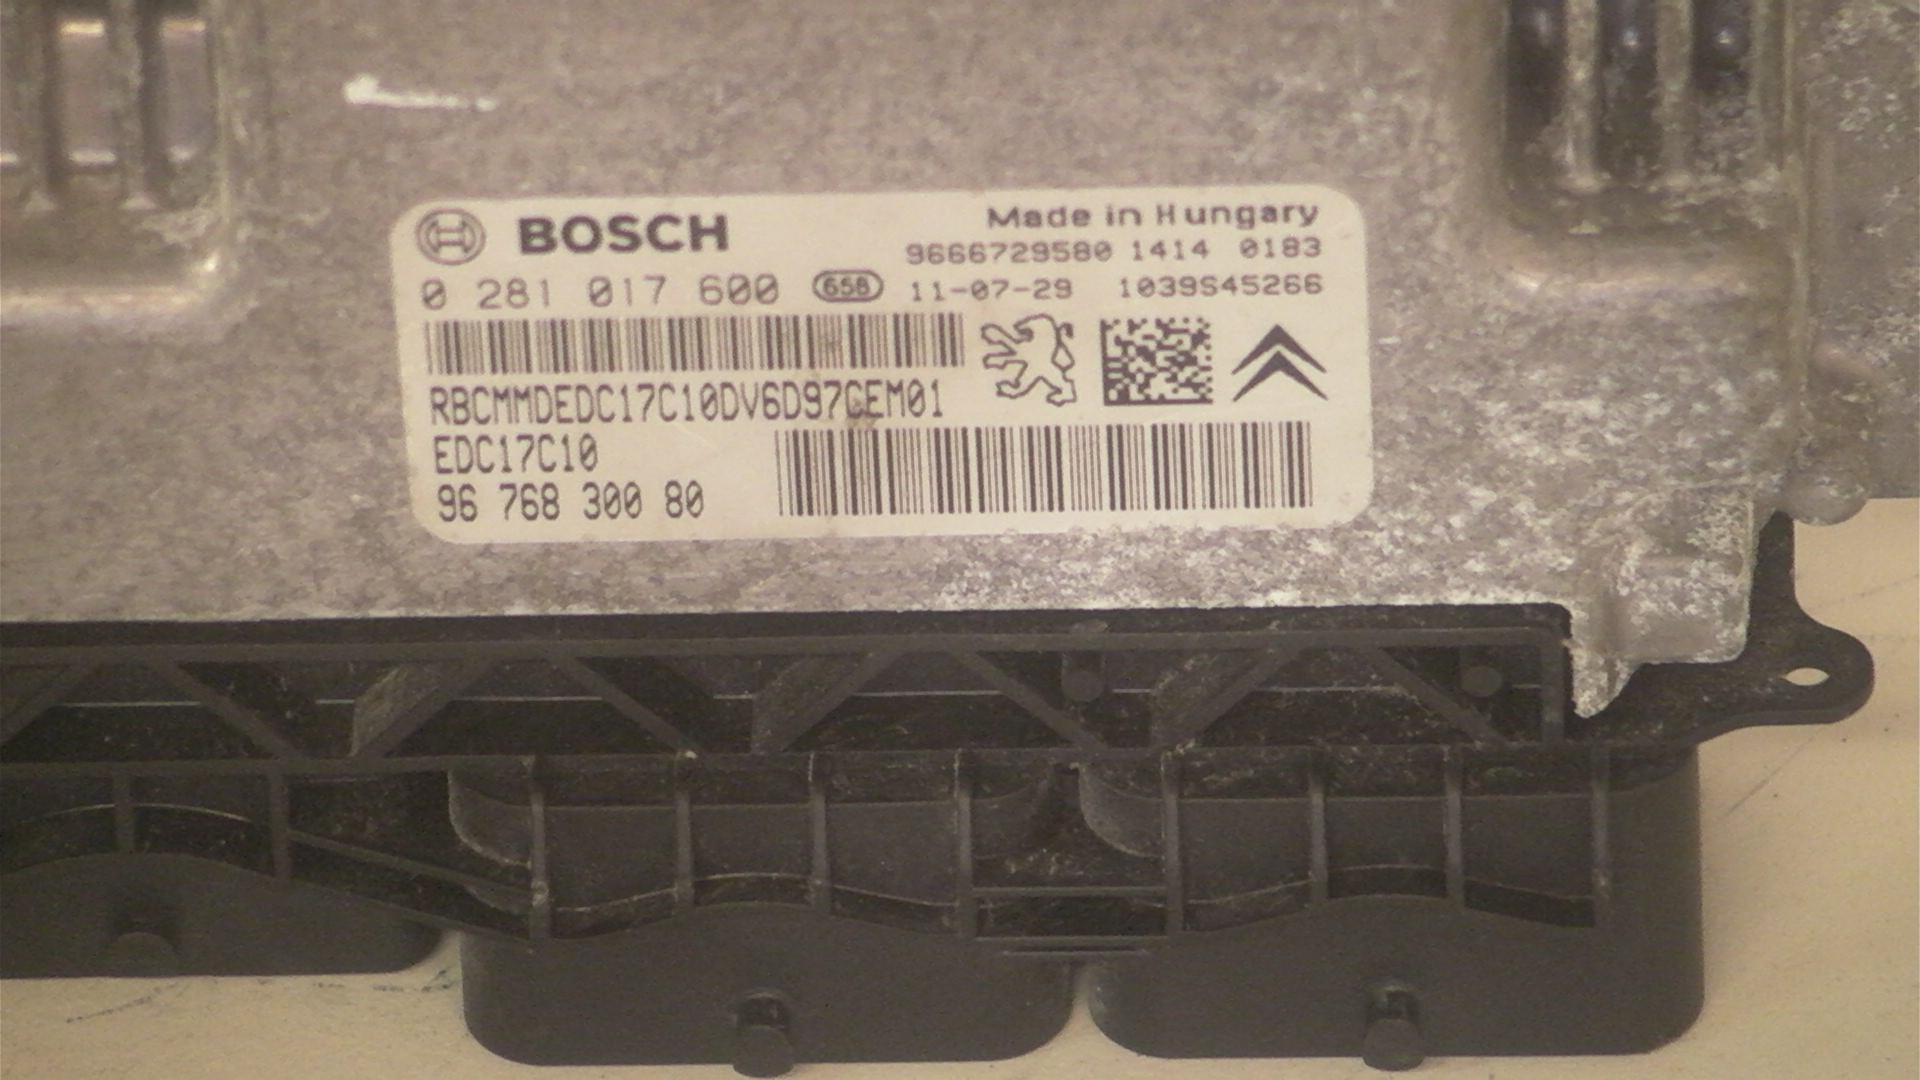 BOSCH
Made in Hungary
9666729580 1414 0183
0 281 017 600 658 11-07-29 1039S45266
RBCMMDEDC17C10DV6D97GEM01
EDC17C10
96 768 300 80